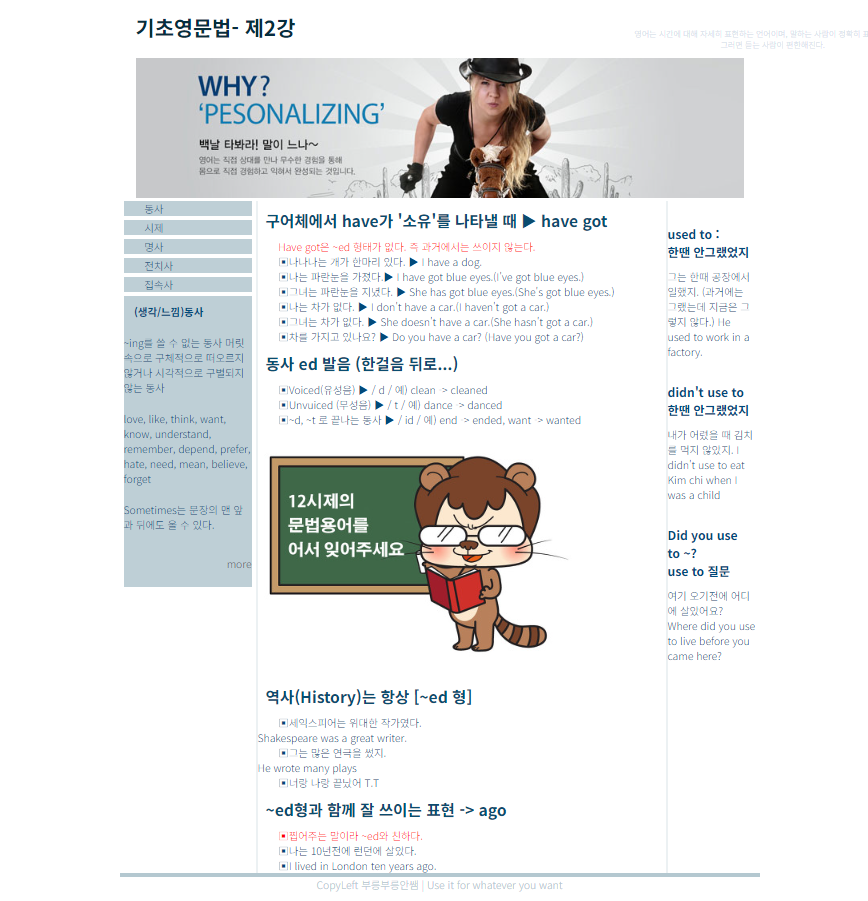 기초영문법- 제2강
영어는 시간에 대해 자세히 표현하는 언어이며, 말하는 사람이 정확히 표
그러면 듣는 사람이 편한해진다.
WHY?
'PESONALIZING'
백날 타봐라! 말이 느나~
영어는 직접 상대를 만나 무수한 경험을 통해
몸으로 직접 경험하고 익혀서 완성되는 것입니다.
동사
시제
명사
전치사
접속사
(생각/느낌)동사
~ing를 쓸 수 없는 동사 머릿
속으로 구체적으로 떠오르지
않거나 시각적으로 구별되지
않는 동사
love, like, think, want,
know, understand,
remember, depend, prefer,
hate, need, mean, believe,
forget
Sometimes는 문장의 맨 앞
과 뒤에도 올 수 있다.
more
구어체에서 have가 '소유'를 나타낼 때 ▶ have got
Have got은 ~ed 형태가 없다. 즉 과거에서는 쓰이지 않는다.
▣나나나는 개가 한마리 있다. ▶ I have a dog.
▣나는 파란눈을 가졌다.▶ I have got blue eyes.(I've got blue eyes.)
▣그녀는 파란눈을 지녔다. ▶ She has got blue eyes.(She's got blue eyes.)
▣나는 차가 없다. ▶ I don't have a car.(I haven't got a car.)
▣그녀는 차가 없다. ▶ She doesn't have a car.(She hasn't got a car.)
▣차를 가지고 있나요? ▶ Do you have a car? (Have you got a car?)
동사 ed 발음 (한걸음 뒤로...)
▣Voiced(유성음) ▶ / d / 예) clean -> cleaned
▣Unvuiced (무성음) ▶ / t / 예) dance -> danced
▣~d, ~t 로 끝나는 동사 ▶ / id / 예) end -> ended, want -> wanted
12시제의
문법용어를
어서 잊어주세요
역사(History)는 항상 [~ed 형]
▣세익스피어는 위대한 작가였다.
Shakespeare was a great writer.
▣그는 많은 연극을 썼지.
He wrote many plays
▣너랑 나랑 끝났어 T.T
~ed형과 함께 잘 쓰이는 표현 -> ago
▣찝어주는 말이라 ~ed와 친하다.
▣나는 10년전에 런던에 살았다.
▣I lived in London ten years ago.
used to :
한땐 안그랬었지
그는 한때 공장에서
일했지. (과거에는
그랬는데 지금은 그
렇지 않다.) He
used to work in a
factory.
didn't use to
한땐 안그랬었지
내가 어렸을 때 김치
를 먹지 않았지. I
didn't use to eat
Kim chi when I
was a child
Did you use
to ~?
use to 질문
여기 오기전에 어디
에 살았어요?
Where did you use
to live before you
came here?
CopyLeft 부릉부릉안쌤 | Use it for whatever you want